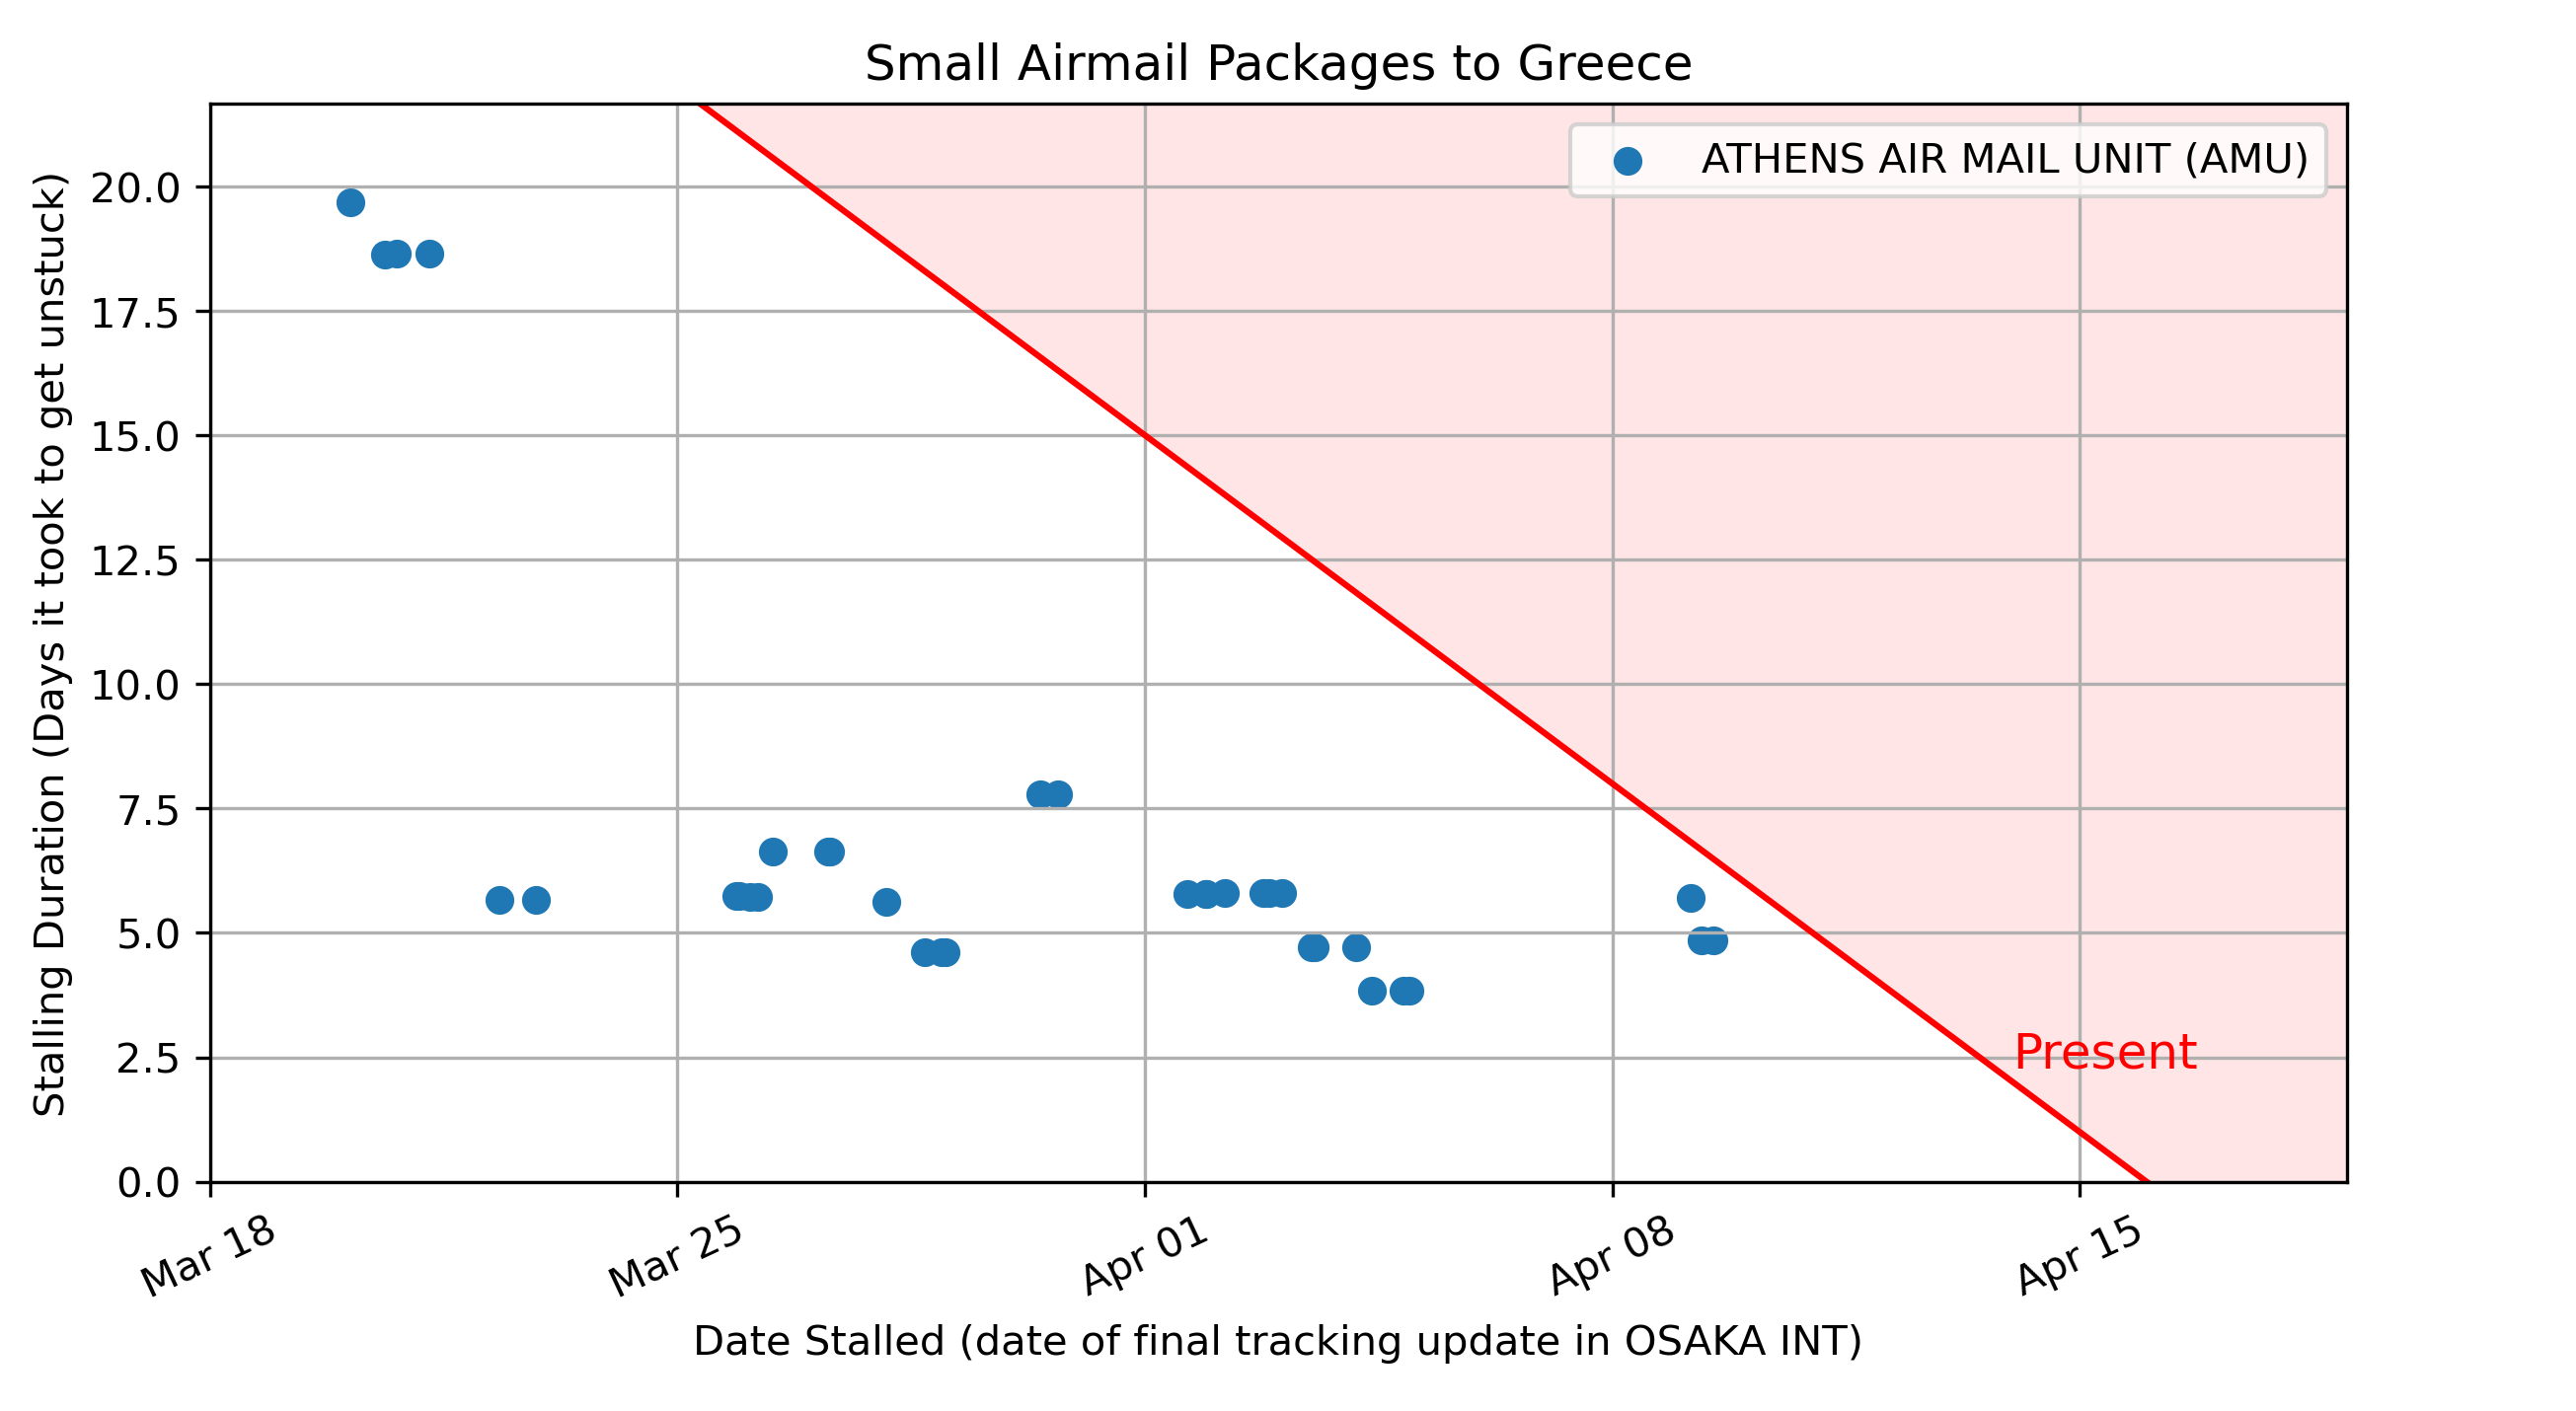 Small Airmail Packages to Greece
ATHENS AIR MAIL UNIT (AMU)
Stalling Duration (Days it took to get unstuck)
20.0
17.5
15.0
12.5
10.0
7.5
5.0
2.5
0.0
Present
Mar 18
Mar 25
Apr 01
Apr 08
Apr 15
Date Stalled (date of final tracking update in OSAKA INT)